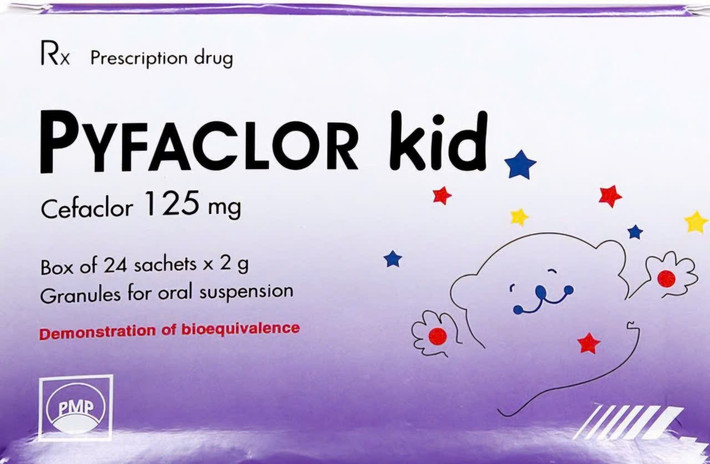 Rx Prescription drug
PYFACLOR kid
Cefaclor 125 mg
Box of 24 sachets x 2 g
Granules for oral suspension
Demonstration of bioequivalence
PMP